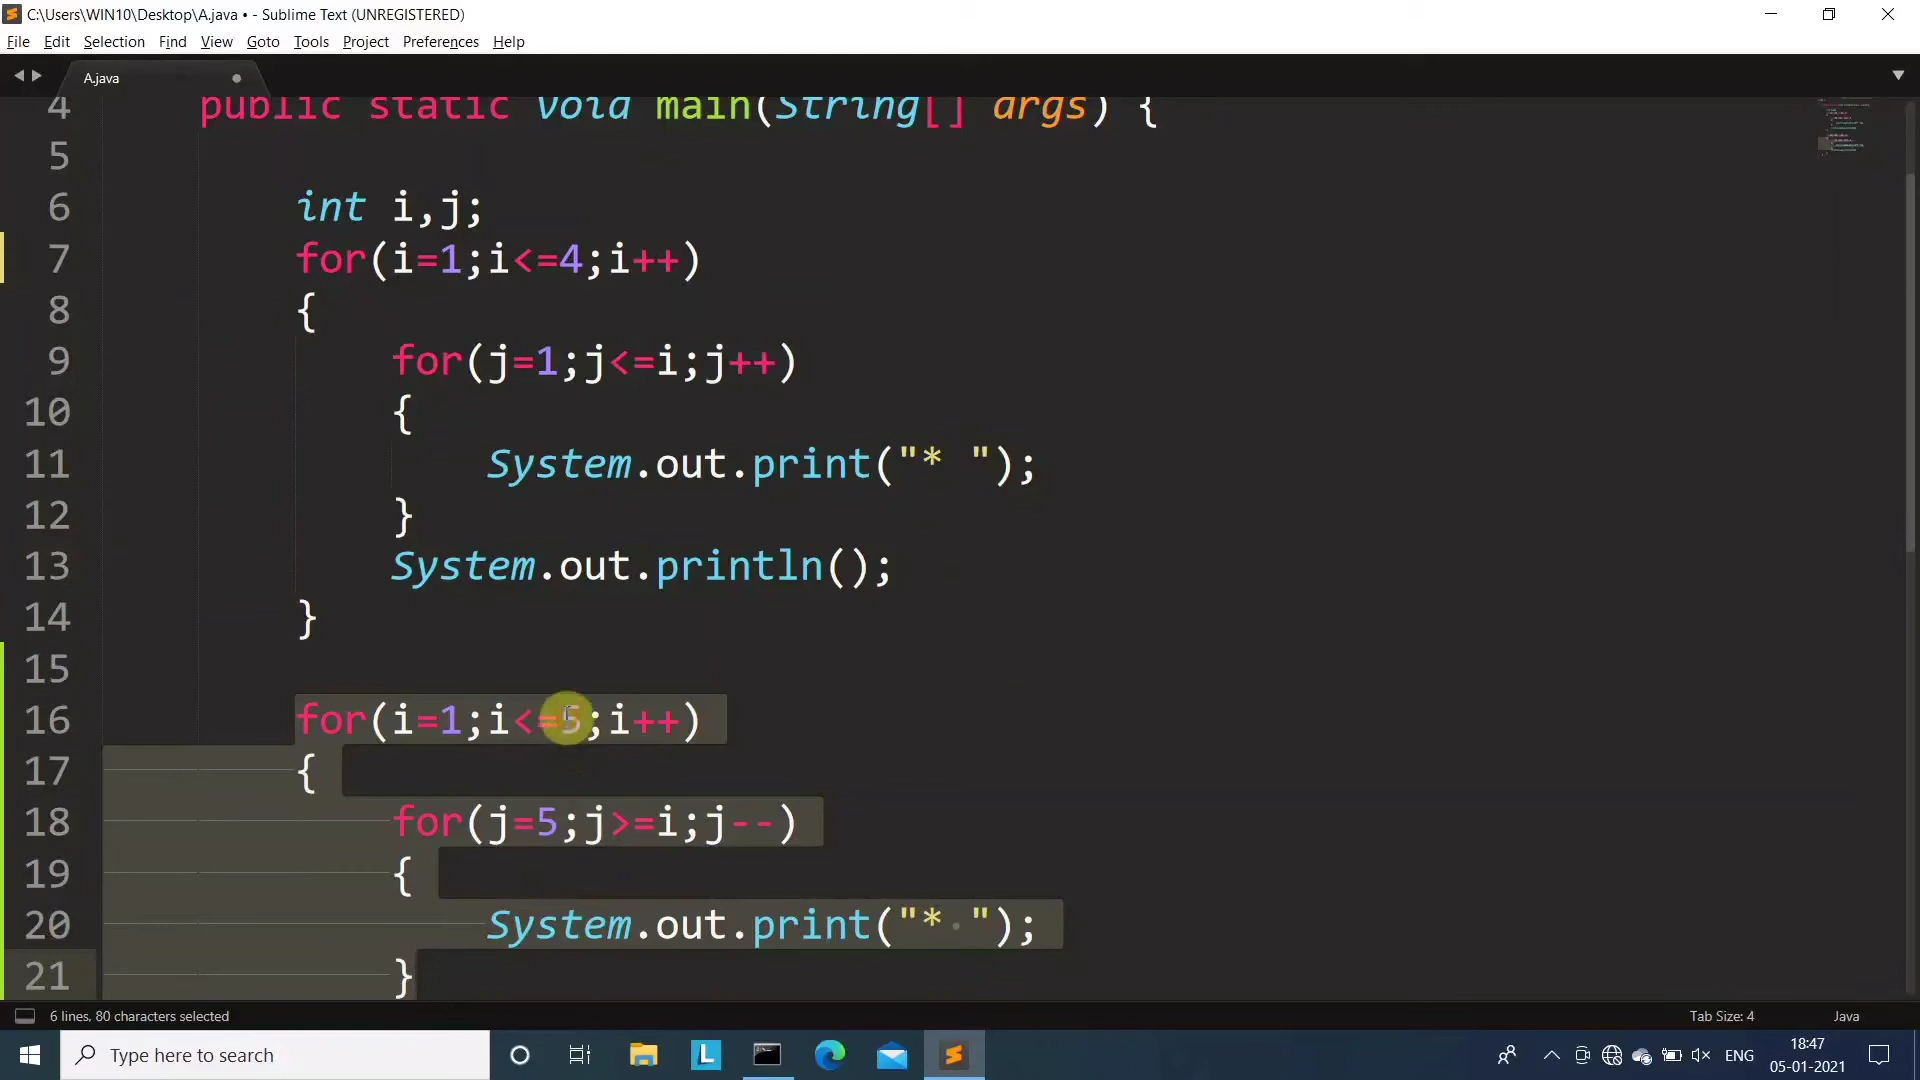 C:\Users\WIN10\Desktop\A.java • - Sublime Text (UNREGISTERED)
File Edit Selection Find View Goto Tools Project Preferences Help
A.java
4 public static void main(String[] args) {
5
6 int i,j;
7 for(i=1;i<=4;i++)
8 {
9 for(j=1;j<=i;j++)
10 {
11 System.out.print("* ");
12 }
13 System.out.println();
14 }
15
16 for(i=1;i<=5;i++)
17 {
18 for(j=5;j>=i;j--)
19 {
20 System.out.print("* ");
21 }
6 lines, 80 characters selected Tab Size: 4 Java
Type here to search L ENG 18:47
05-01-2021